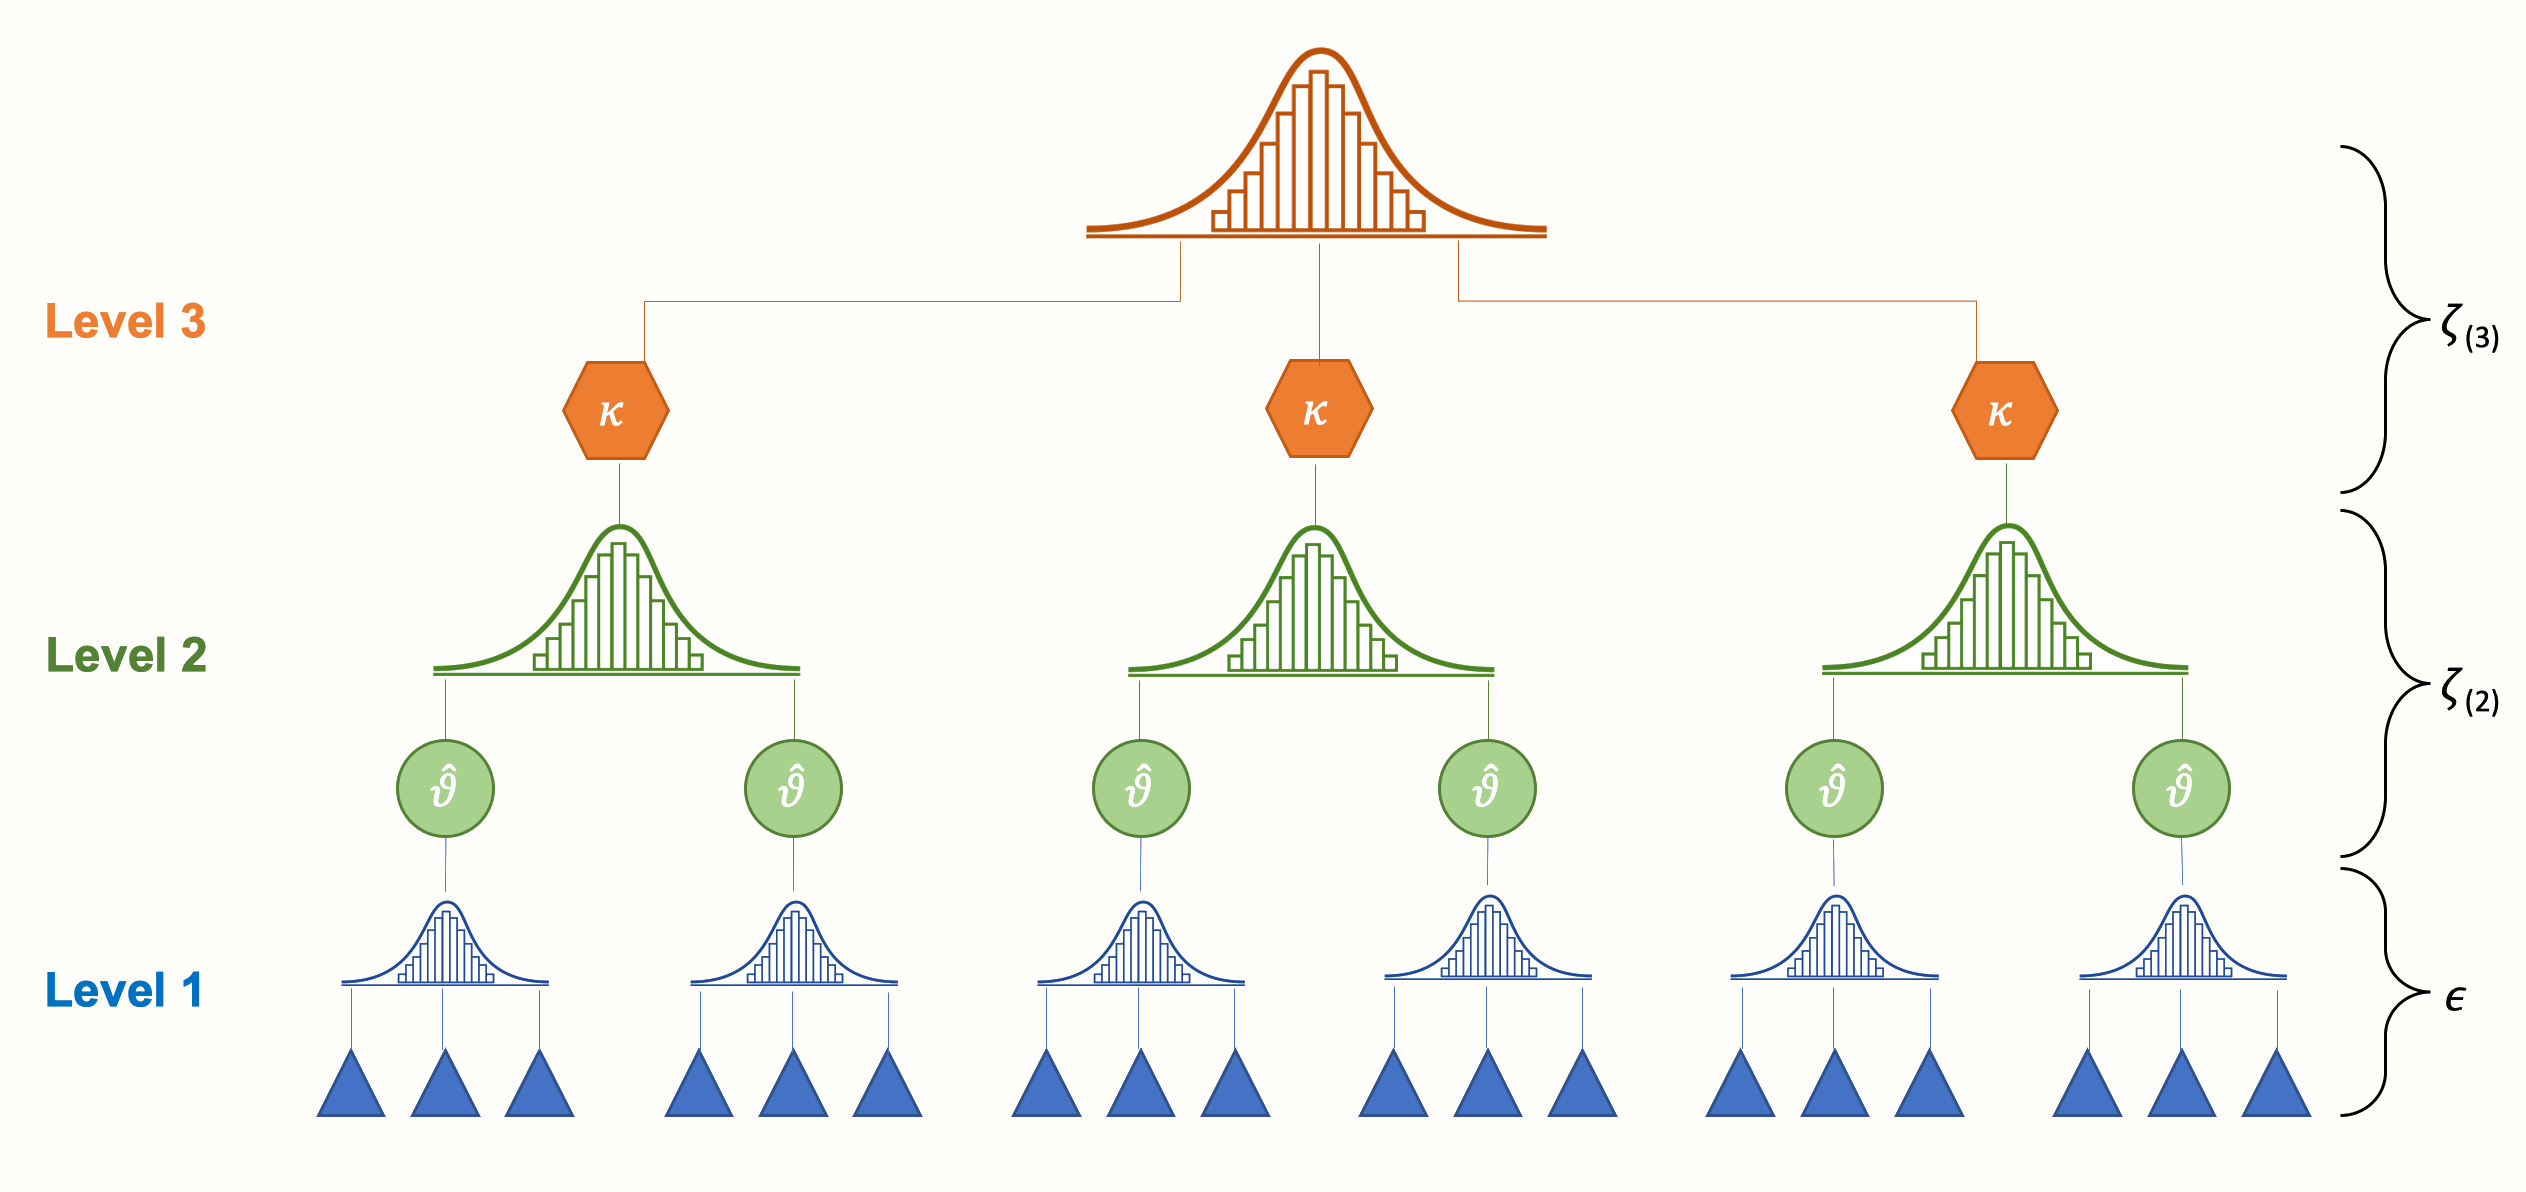 Level 3
ζ(3)
κ κ κ
Level 2
ζ(2)
ϑ̂ ϑ̂ ϑ̂ ϑ̂ ϑ̂ ϑ̂
Level 1
ϵ